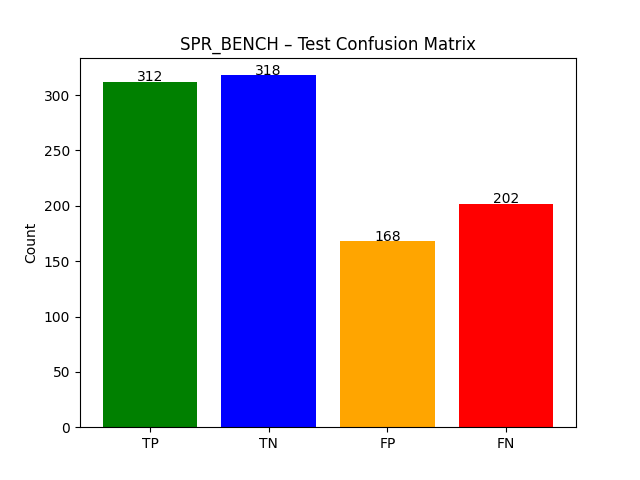 SPR_BENCH – Test Confusion Matrix
312
318
168
202
300
250
200
150
100
50
0
Count
TP
TN
FP
FN